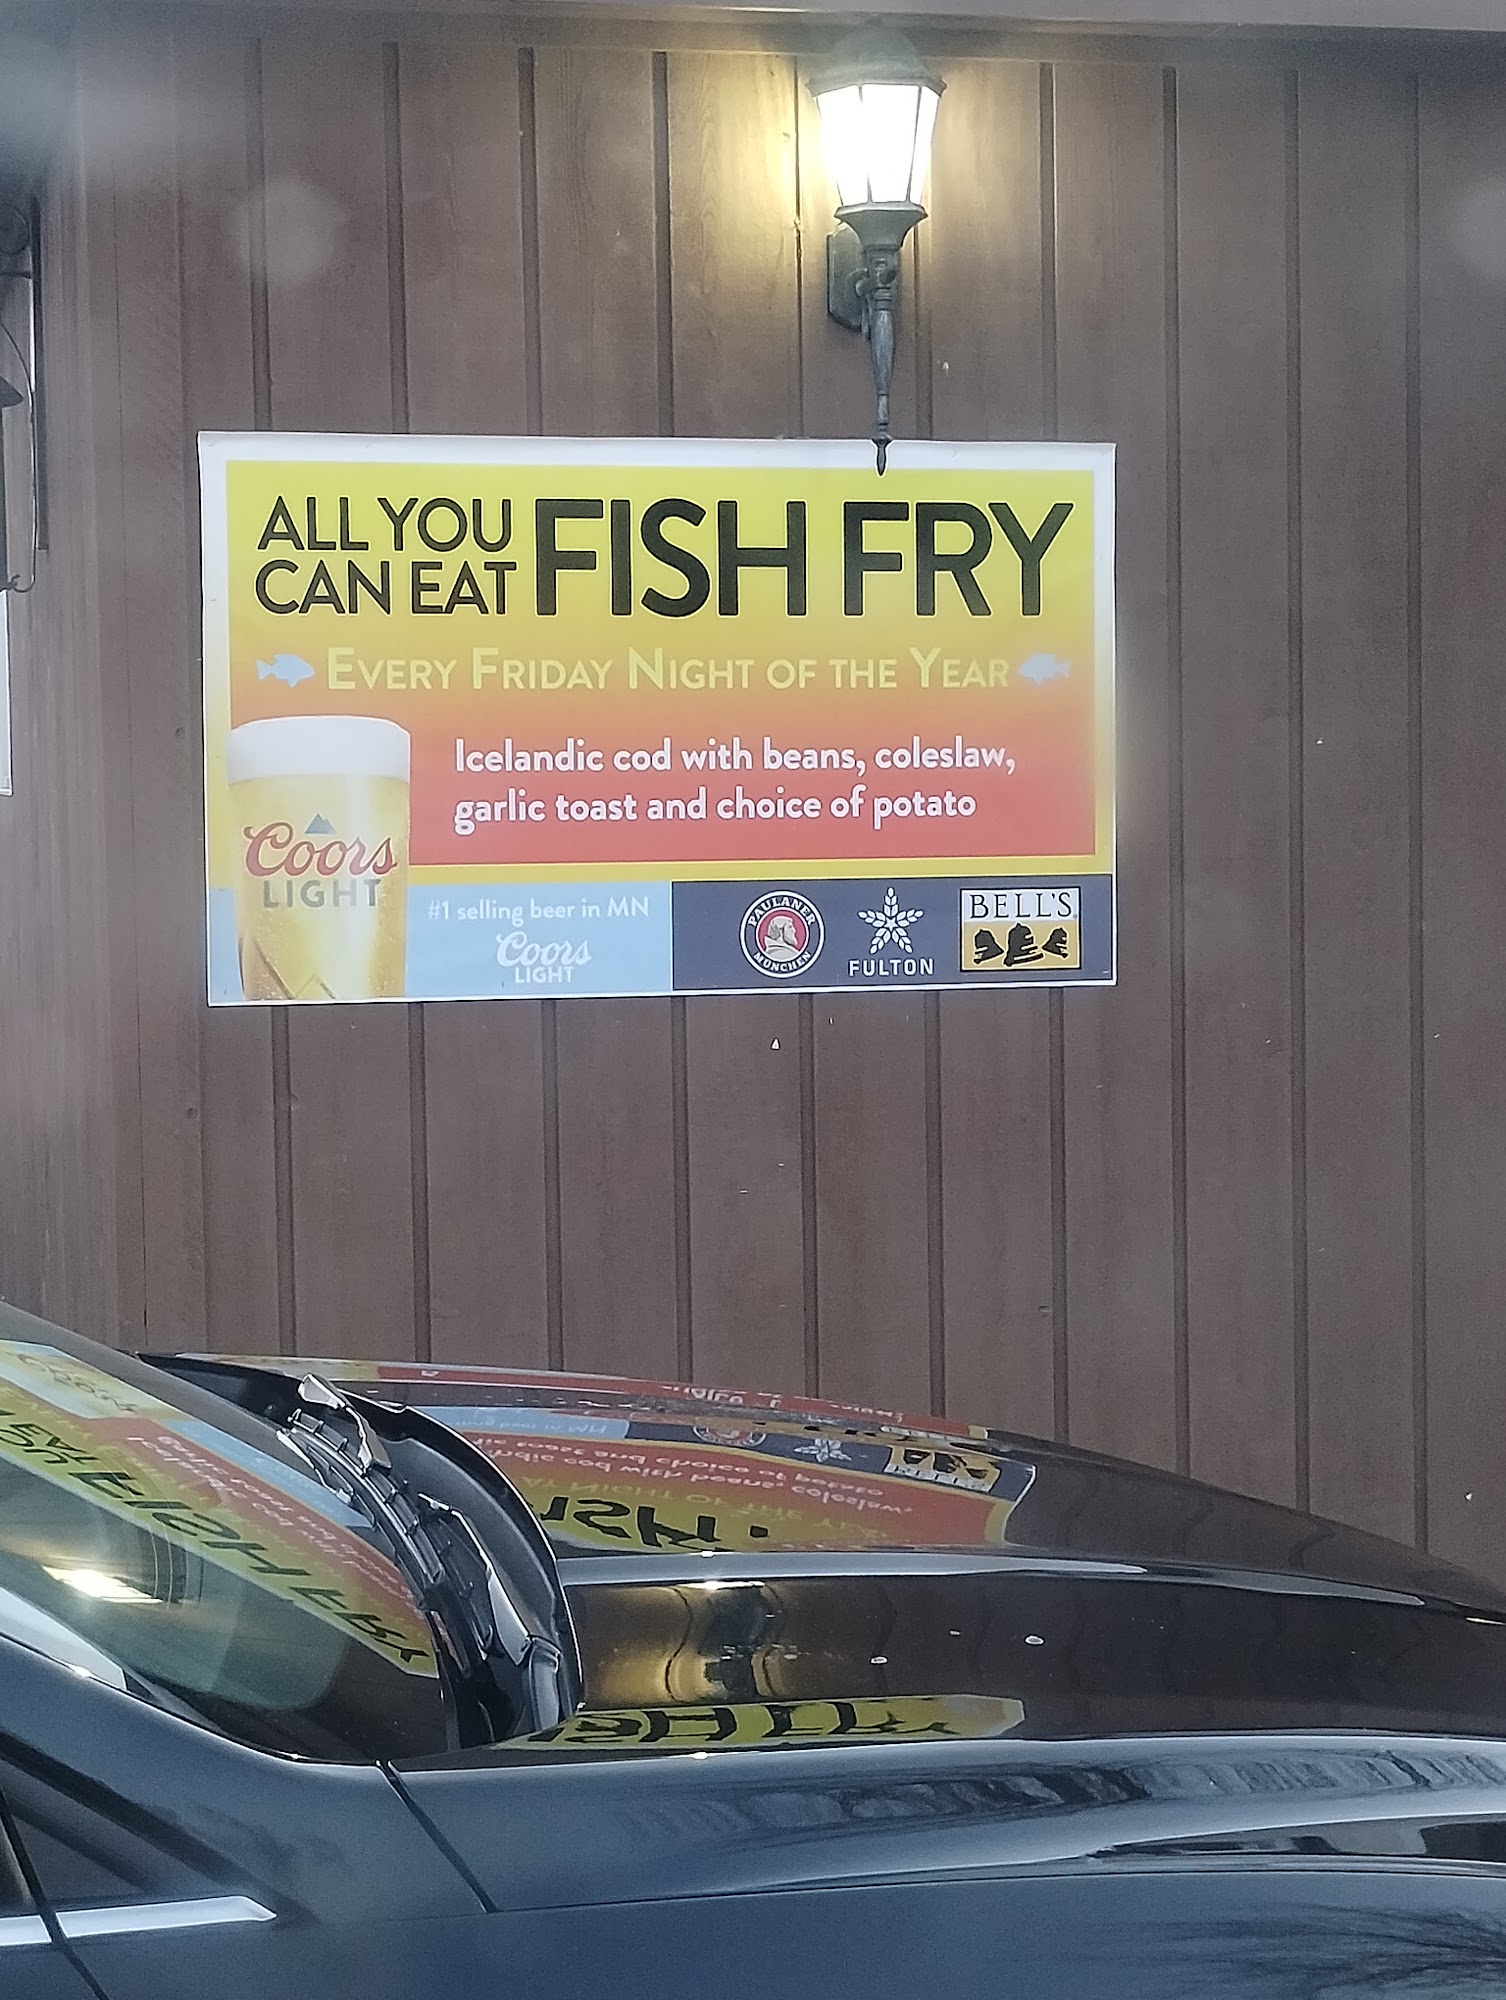 ALL YOU
CAN EAT
FISH FRY
EVERY FRIDAY NIGHT OF THE YEAR
Icelandic cod with beans, coleslaw,
garlic toast and choice of potato
Coors
LIGHT
#1 selling beer in MN
Coors
LIGHT
PAULANER
MÜNCHEN
FULTON
BELL'S